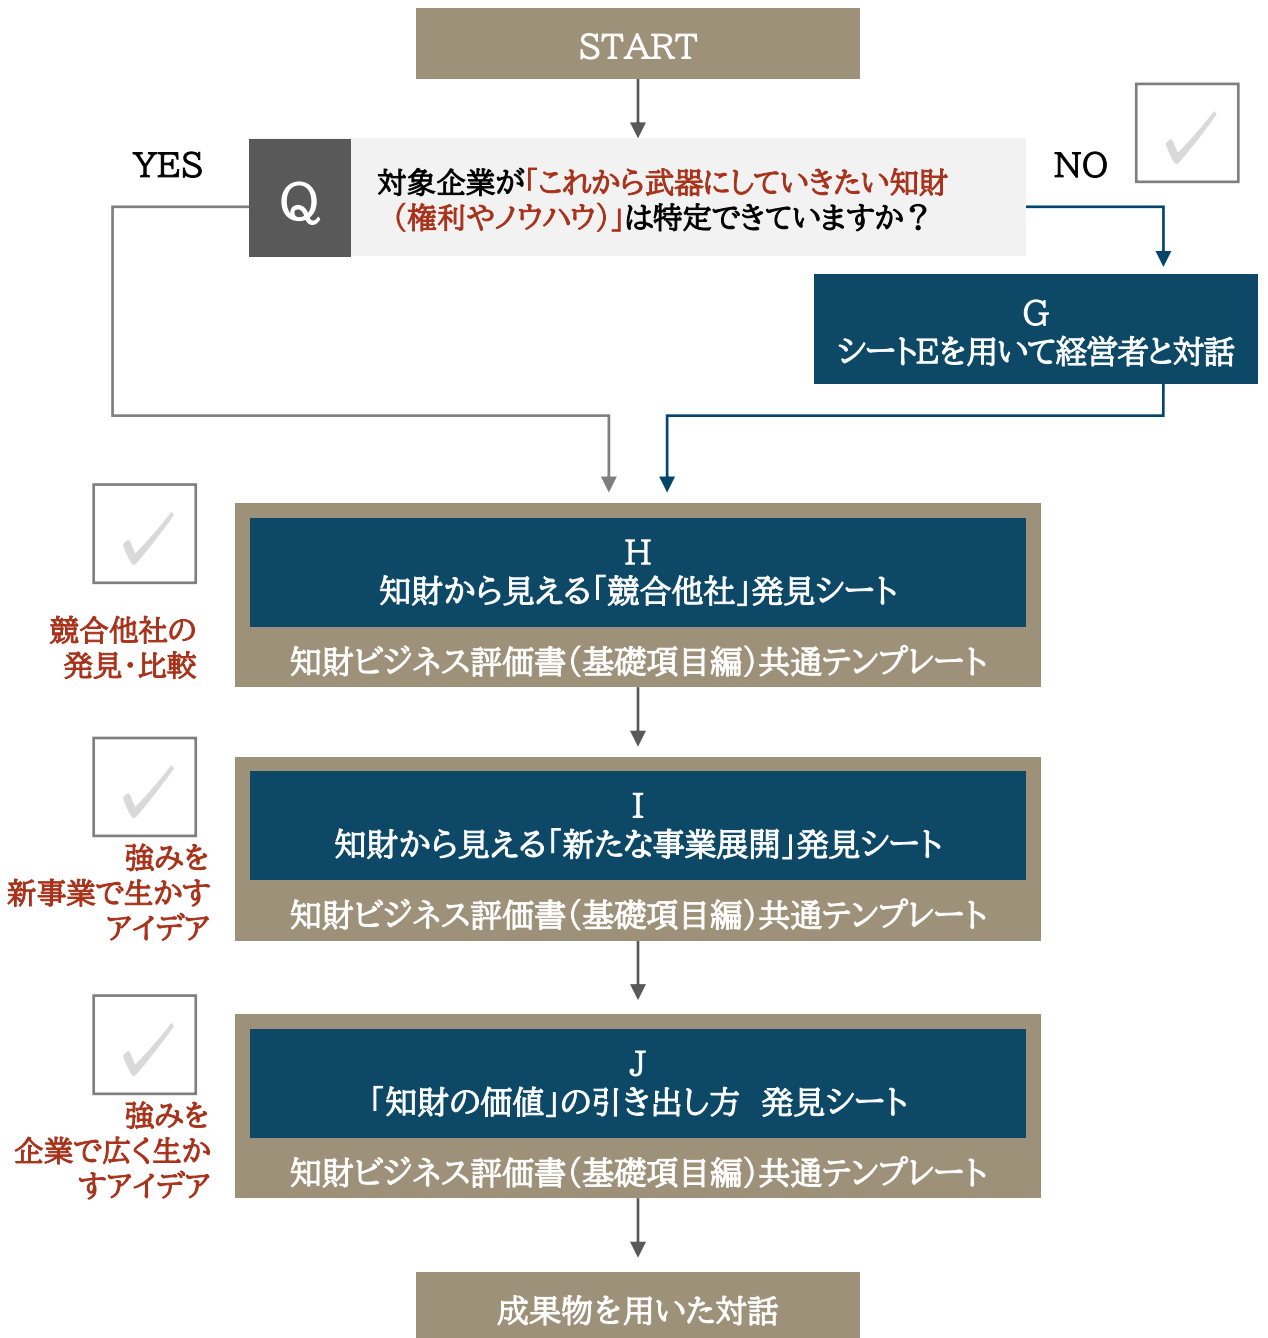 START
YES
Q
対象企業が「これから武器にしていきたい知財
（権利やノウハウ）」は特定できていますか？
NO
G
シートEを用いて経営者と対話
H
知財から見える「競合他社」発見シート
知財ビジネス評価書（基礎項目編）共通テンプレート
競合他社の
発見・比較
I
知財から見える「新たな事業展開」発見シート
知財ビジネス評価書（基礎項目編）共通テンプレート
強みを
新事業で生かす
アイデア
J
「知財の価値」の引き出し方　発見シート
知財ビジネス評価書（基礎項目編）共通テンプレート
強みを
企業で広く生か
すアイデア
成果物を用いた対話